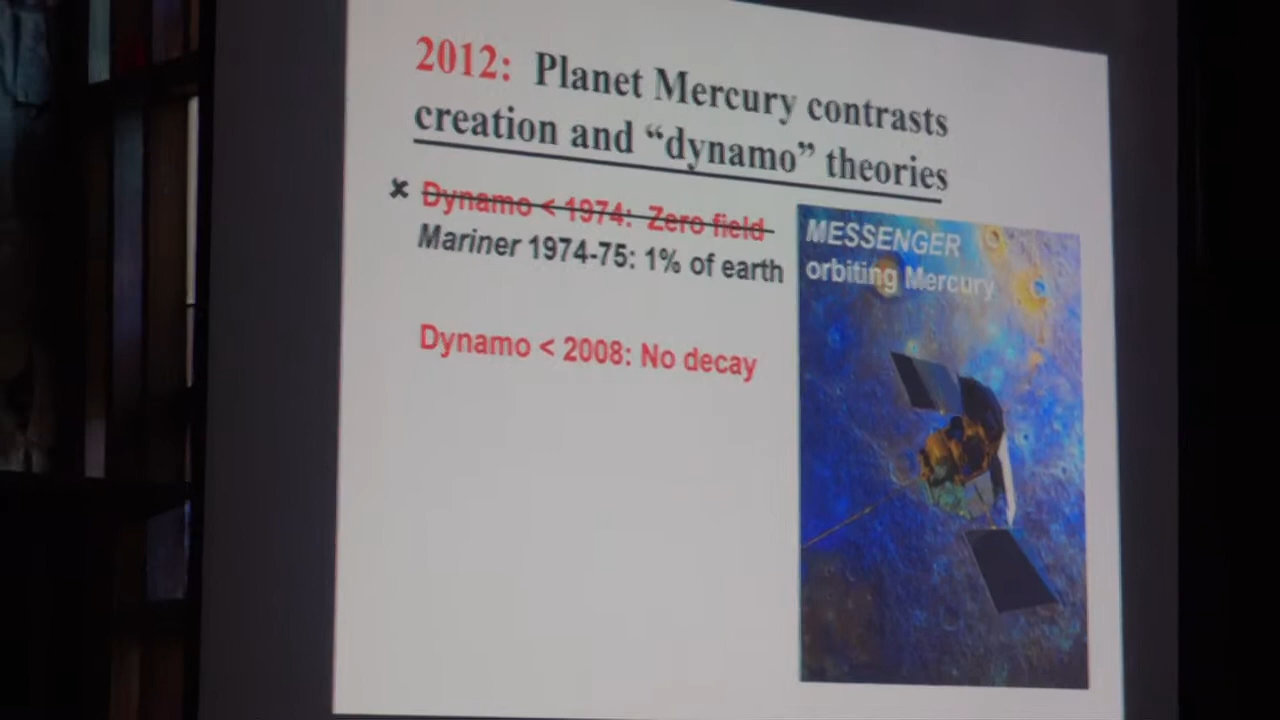 2012: Planet Mercury contrasts
creation and “dynamo” theories
Dynamo < 1974: Zero field
Mariner 1974-75: 1% of earth
Dynamo < 2008: No decay
MESSENGER
orbiting Mercury